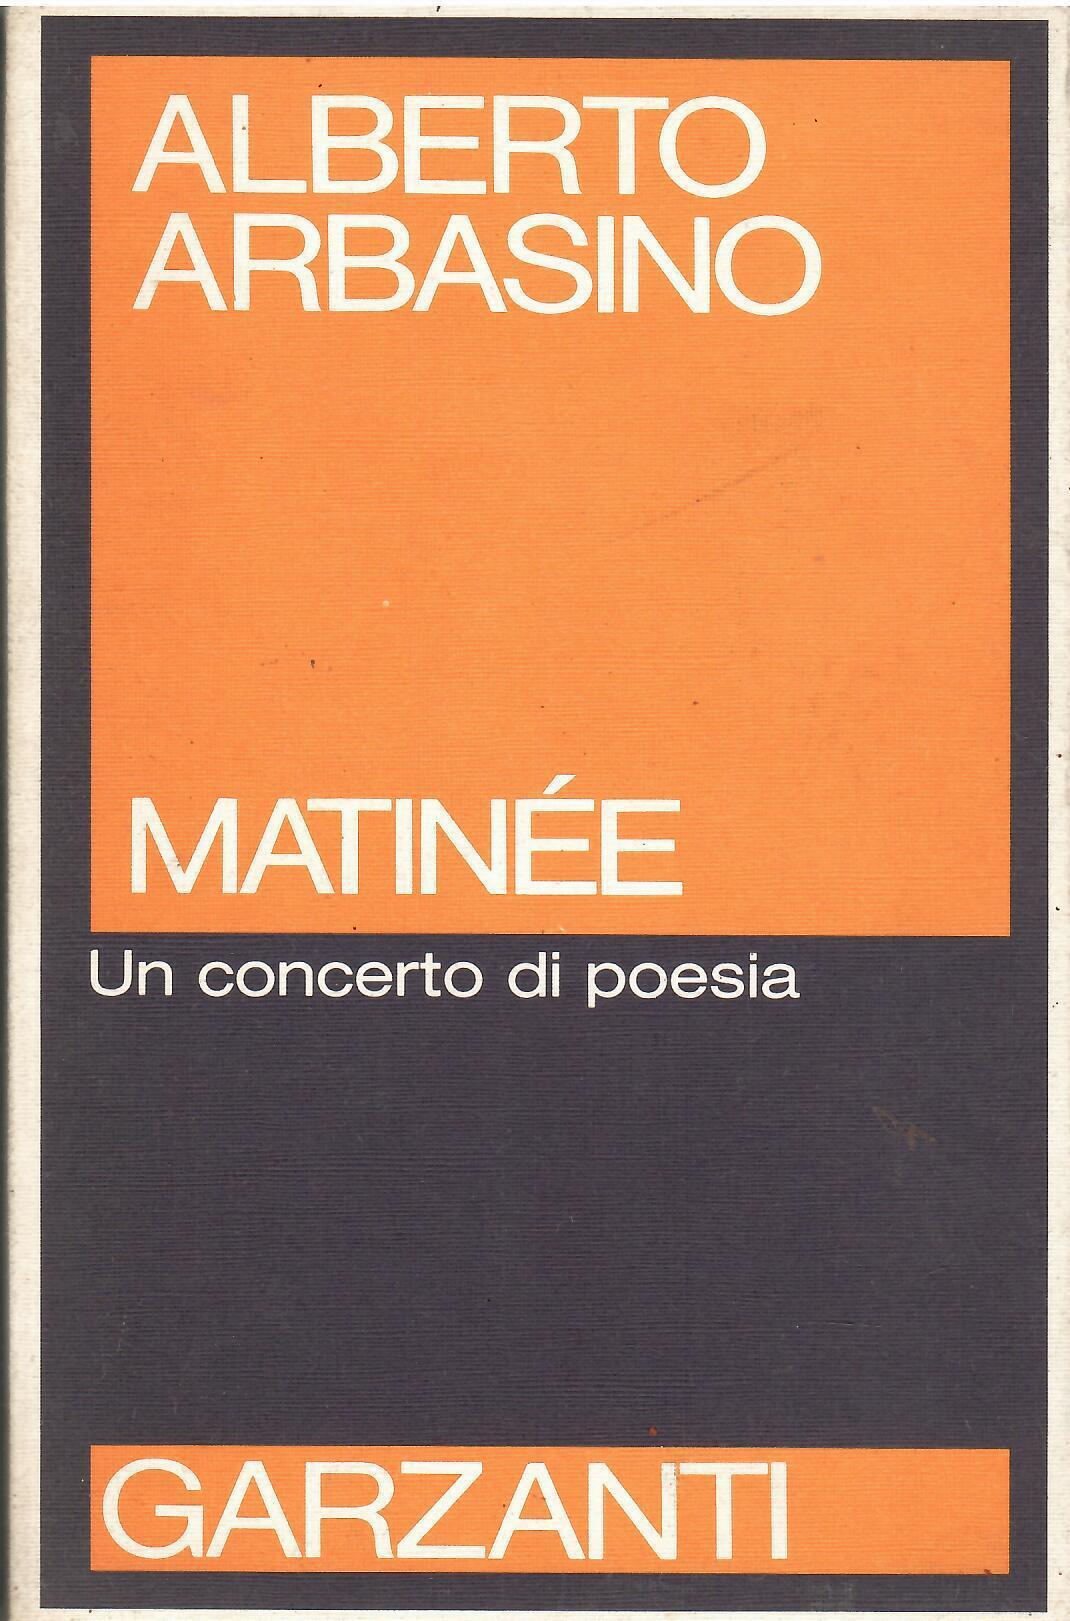 ALBERTO
ARBASINO
MATINÉE
Un concerto di poesia
GARZANTI